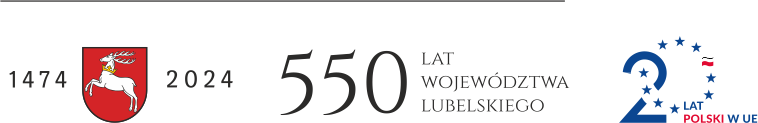 1474 2024
550 LAT
WOJEWÓDZTWA
LUBELSKIEGO
20 LAT
POLSKI W UE